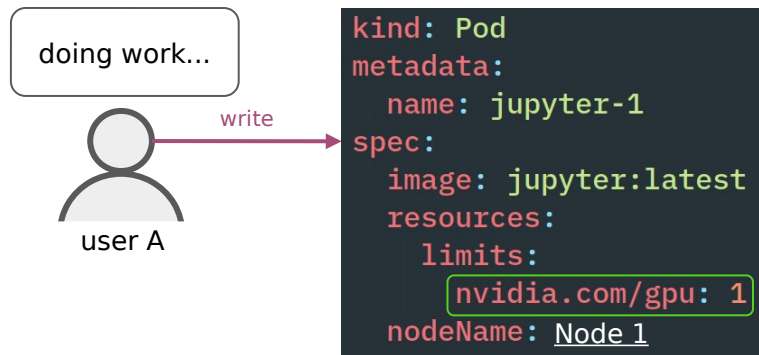 doing work...
write
user A
kind: Pod
metadata:
  name: jupyter-1
spec:
  image: jupyter:latest
  resources:
    limits:
      nvidia.com/gpu: 1
  nodeName: Node 1